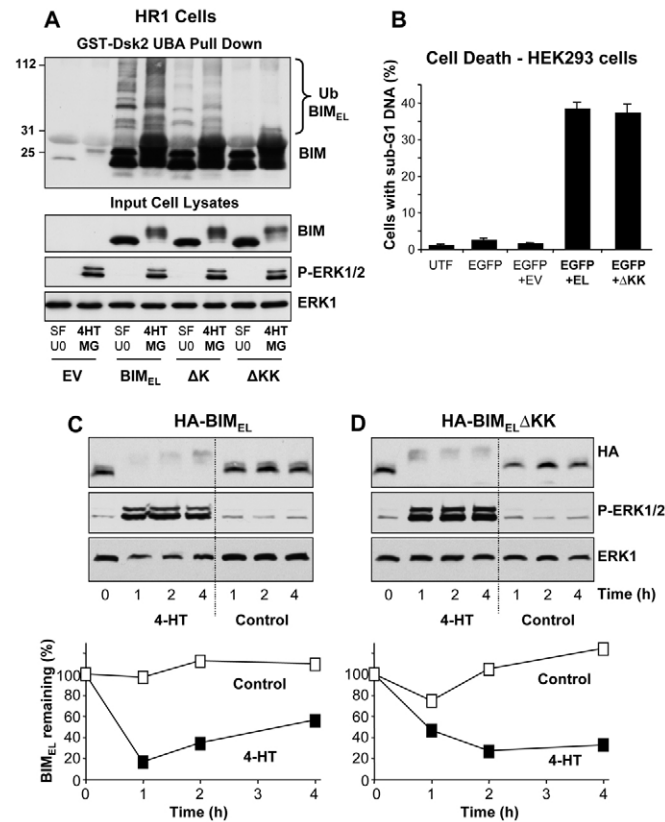 A
HR1 Cells
GST-Dsk2 UBA Pull Down
112
31
25
Ub
BIMEL
BIM
Input Cell Lysates
BIM
P-ERK1/2
ERK1
SF 4HT SF 4HT SF 4HT SF 4HT
U0 MG U0 MG U0 MG U0 MG
EV BIMEL ΔK ΔKK
B
Cell Death - HEK293 cells
Cells with sub-G1 DNA (%)
40
30
20
10
0
UTF EGFP EGFP EGFP EGFP
+EV +EL +ΔKK
C
HA-BIMEL
0 1 2 4 1 2 4
4-HT Control
D
HA-BIMELΔKK
HA
P-ERK1/2
ERK1
0 1 2 4 1 2 4 Time (h)
4-HT Control
BIMEL remaining (%)
100
80
60
40
20
0
Control
4-HT
0 1 2 3 4
Time (h)
100
80
60
40
20
0
Control
4-HT
0 1 2 3 4
Time (h)